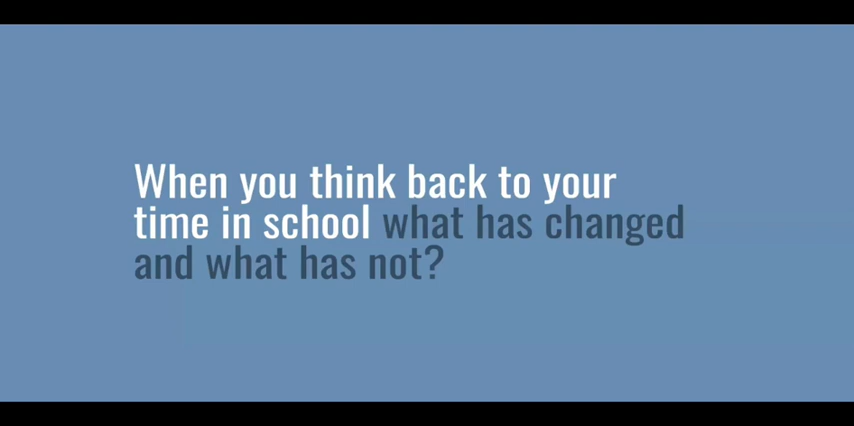 When you think back to your
time in school what has changed
and what has not?